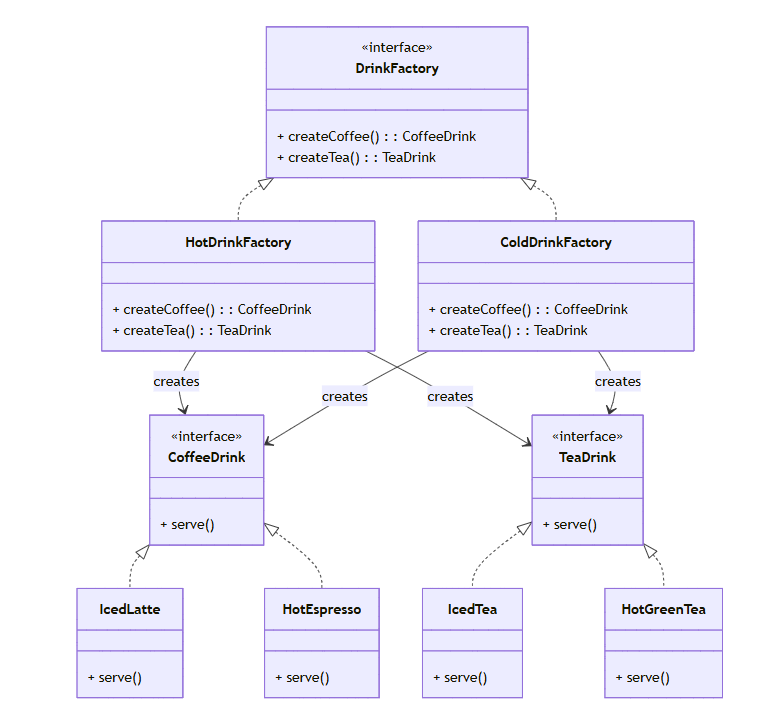 «interface»
DrinkFactory
+ createCoffee() : : CoffeeDrink
+ createTea() : : TeaDrink
HotDrinkFactory
+ createCoffee() : : CoffeeDrink
+ createTea() : : TeaDrink
ColdDrinkFactory
+ createCoffee() : : CoffeeDrink
+ createTea() : : TeaDrink
creates
creates
creates
creates
«interface»
CoffeeDrink
+ serve()
«interface»
TeaDrink
+ serve()
IcedLatte
+ serve()
HotEspresso
+ serve()
IcedTea
+ serve()
HotGreenTea
+ serve()